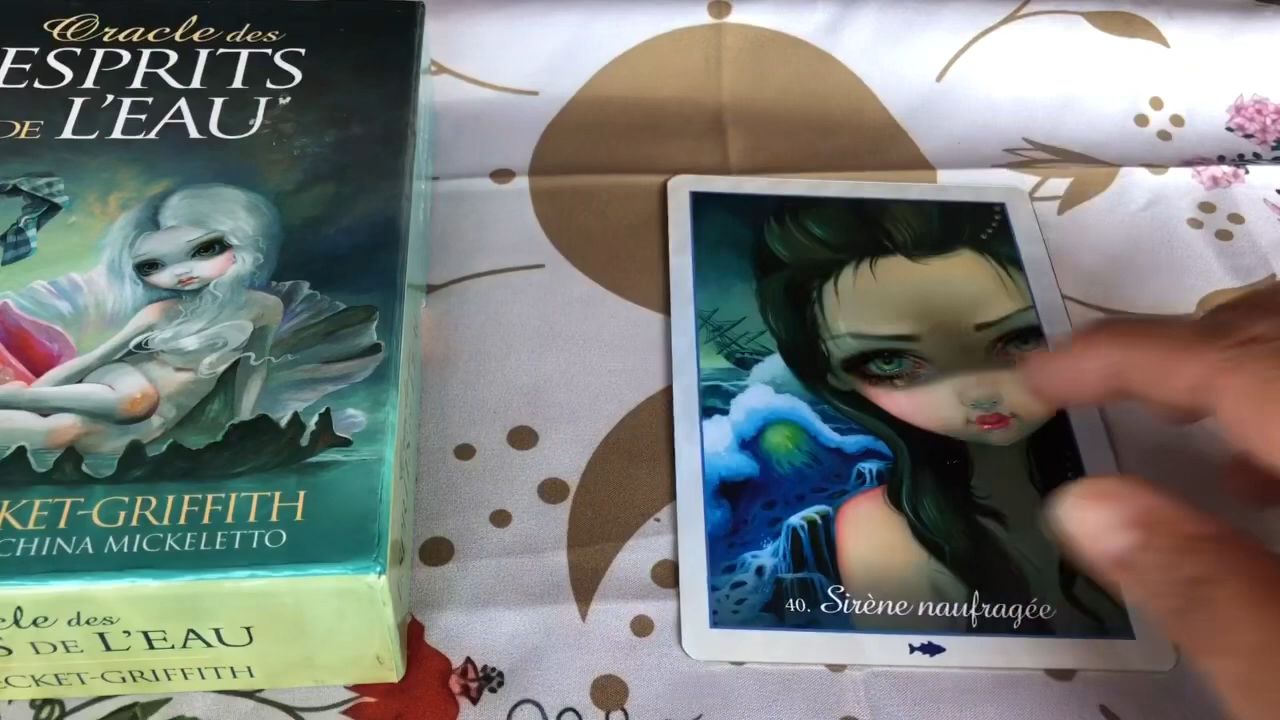 Oracle des
ESPRITS
DE L'EAU
KET-GRIFFITH
CHINA MICKELETTO
cle des
S DE L'EAU
ECKET-GRIFFITH
40. Sirène naufragée